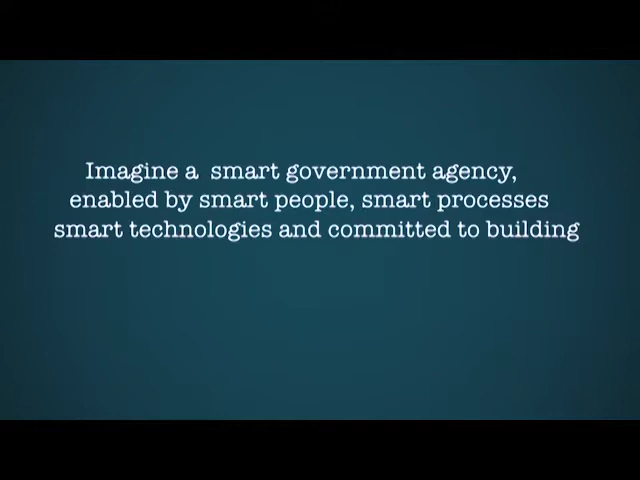 Imagine a smart government agency,
enabled by smart people, smart processes
smart technologies and committed to building